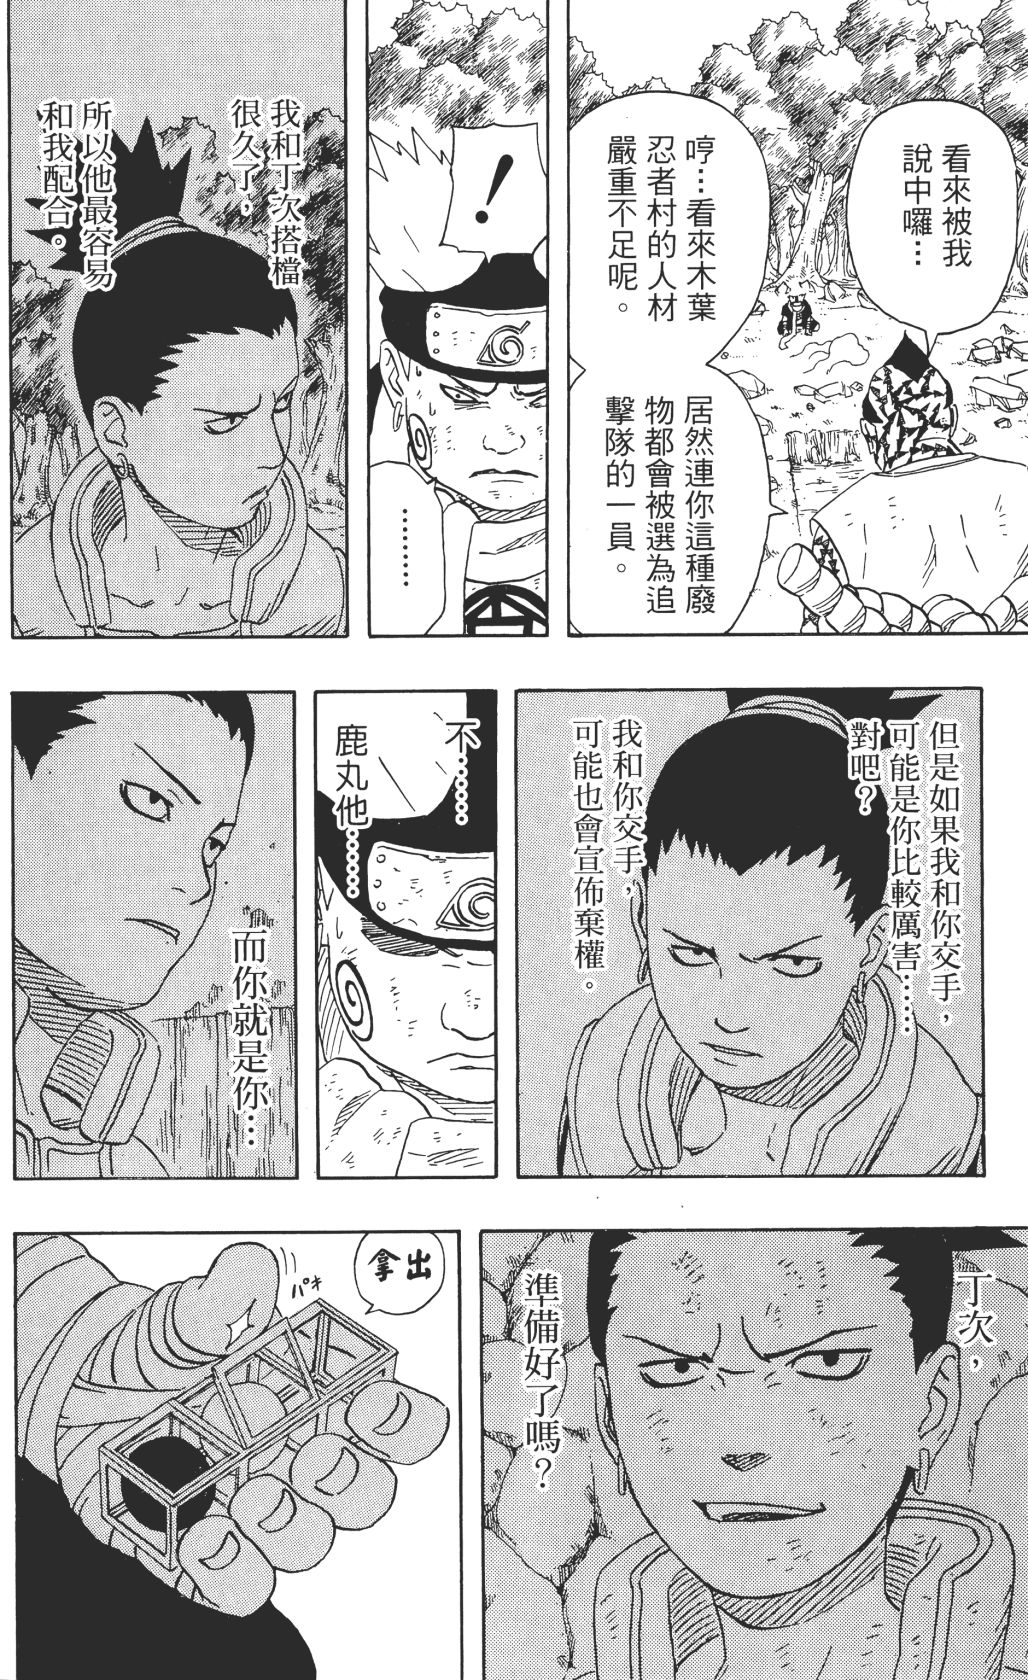 看來被我
說中囉…
哼…看來木葉
忍者村的人材
嚴重不足呢。
居然連你這種廢
物都會被選為追
擊隊的一員。
！
………
我和丁次搭檔
很久了，
所以他最容易
和我配合。
但是如果我和你交手，
可能是你比較厲害……
對吧？
我和你交手，
可能也會宣佈棄權。
不………
鹿丸他………
而你就是你…
丁次，
準備好了嗎？
拿出
パキ